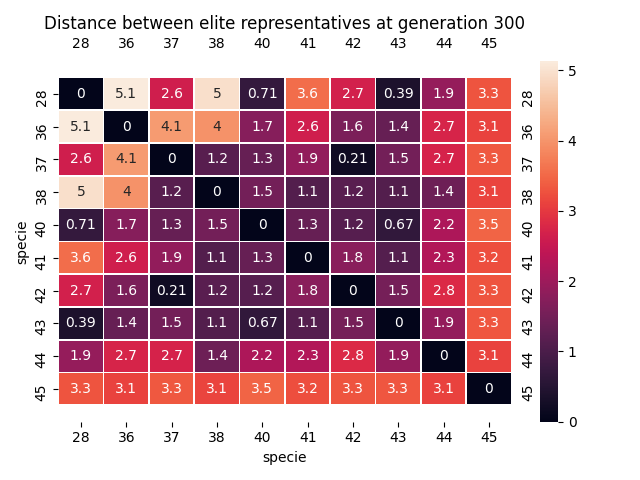 Distance between elite representatives at generation 300
28 36 37 38 40 41 42 43 44 45
28 0 5.1 2.6 5 0.71 3.6 2.7 0.39 1.9 3.3 28
36 5.1 0 4.1 4 1.7 2.6 1.6 1.4 2.7 3.1 36
37 2.6 4.1 0 1.2 1.3 1.9 0.21 1.5 2.7 3.3 37
38 5 4 1.2 0 1.5 1.1 1.2 1.1 1.4 3.1 38
40 0.71 1.7 1.3 1.5 0 1.3 1.2 0.67 2.2 3.5 40
41 3.6 2.6 1.9 1.1 1.3 0 1.8 1.1 2.3 3.2 41
42 2.7 1.6 0.21 1.2 1.2 1.8 0 1.5 2.8 3.3 42
43 0.39 1.4 1.5 1.1 0.67 1.1 1.5 0 1.9 3.3 43
44 1.9 2.7 2.7 1.4 2.2 2.3 2.8 1.9 0 3.1 44
45 3.3 3.1 3.3 3.1 3.5 3.2 3.3 3.3 3.1 0 45
28 36 37 38 40 41 42 43 44 45
specie
specie
5
4
3
2
1
0